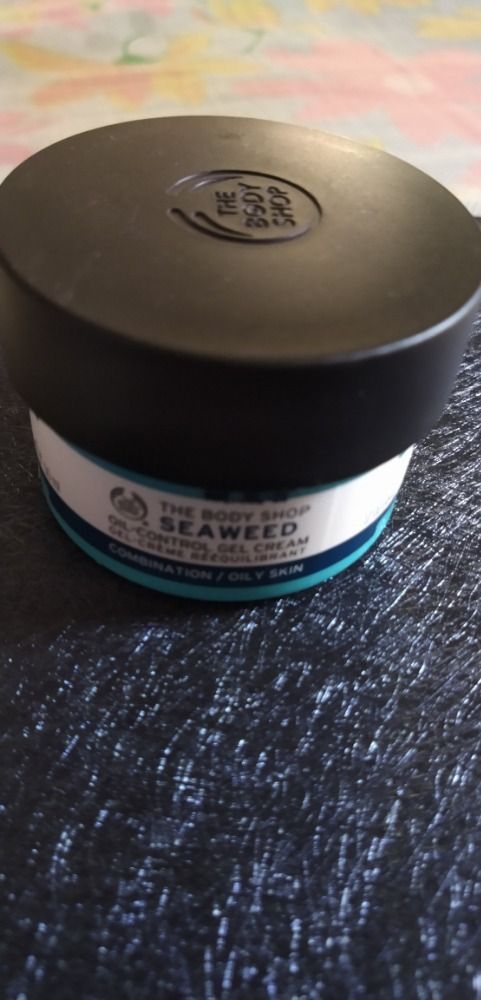 THE
BODY
SHOP
THE BODY SHOP
SEAWEED
OIL-CONTROL GEL CREAM
GEL-CRÈME RÉÉQUILIBRANT
COMBINATION / OILY SKIN